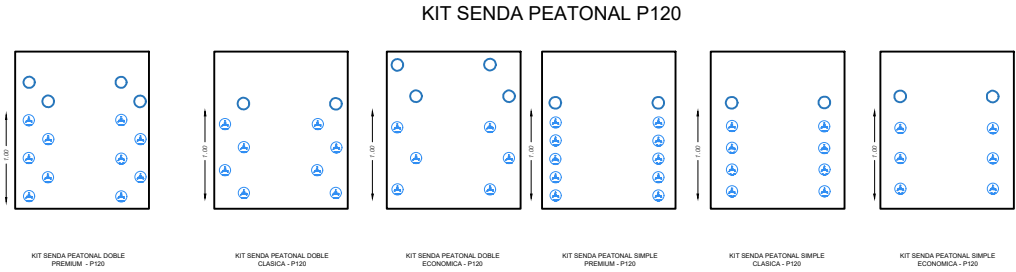 KIT SENDA PEATONAL P120
1.00
1.00
1.00
1.00
1.00
1.00
KIT SENDA PEATONAL DOBLE
PREMIUM - P120
KIT SENDA PEATONAL DOBLE
CLASICA - P120
KIT SENDA PEATONAL DOBLE
ECONOMICA - P120
KIT SENDA PEATONAL SIMPLE
PREMIUM - P120
KIT SENDA PEATONAL SIMPLE
CLASICA - P120
KIT SENDA PEATONAL SIMPLE
ECONOMICA - P120